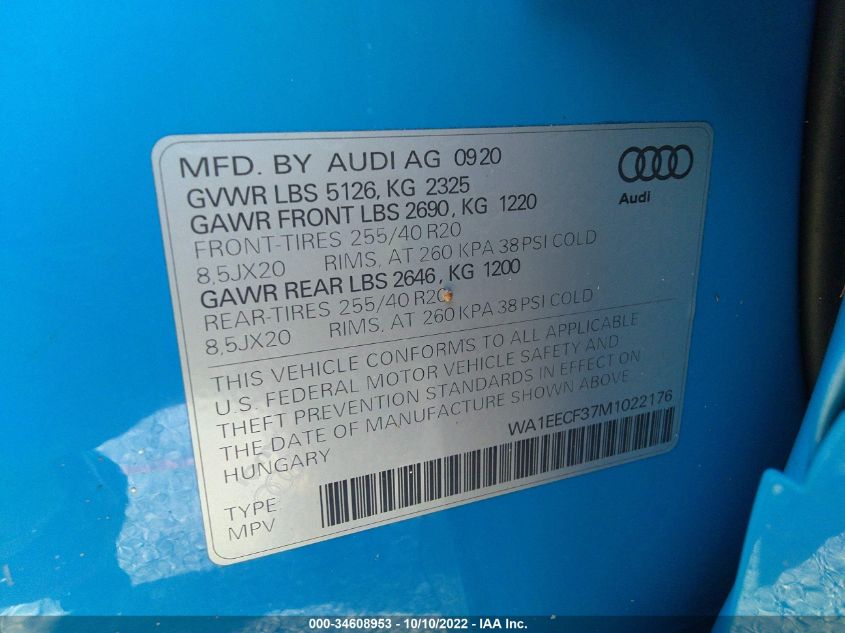 MFD. BY AUDI AG 0920
GVWR LBS 5126, KG 2325
GAWR FRONT LBS 2690, KG 1220
FRONT-TIRES 255/40 R20
8,5JX20 RIMS, AT 260 KPA 38 PSI COLD
GAWR REAR LBS 2646, KG 1200
REAR-TIRES 255/40 R20
8,5JX20 RIMS, AT 260 KPA 38 PSI COLD
Audi
THIS VEHICLE CONFORMS TO ALL APPLICABLE
U.S. FEDERAL MOTOR VEHICLE SAFETY AND
THEFT PREVENTION STANDARDS IN EFFECT ON
THE DATE OF MANUFACTURE SHOWN ABOVE
HUNGARY
WA1EECF37M1022176
TYPE
MPV
000-34608953 - 10/10/2022 - IAA Inc.